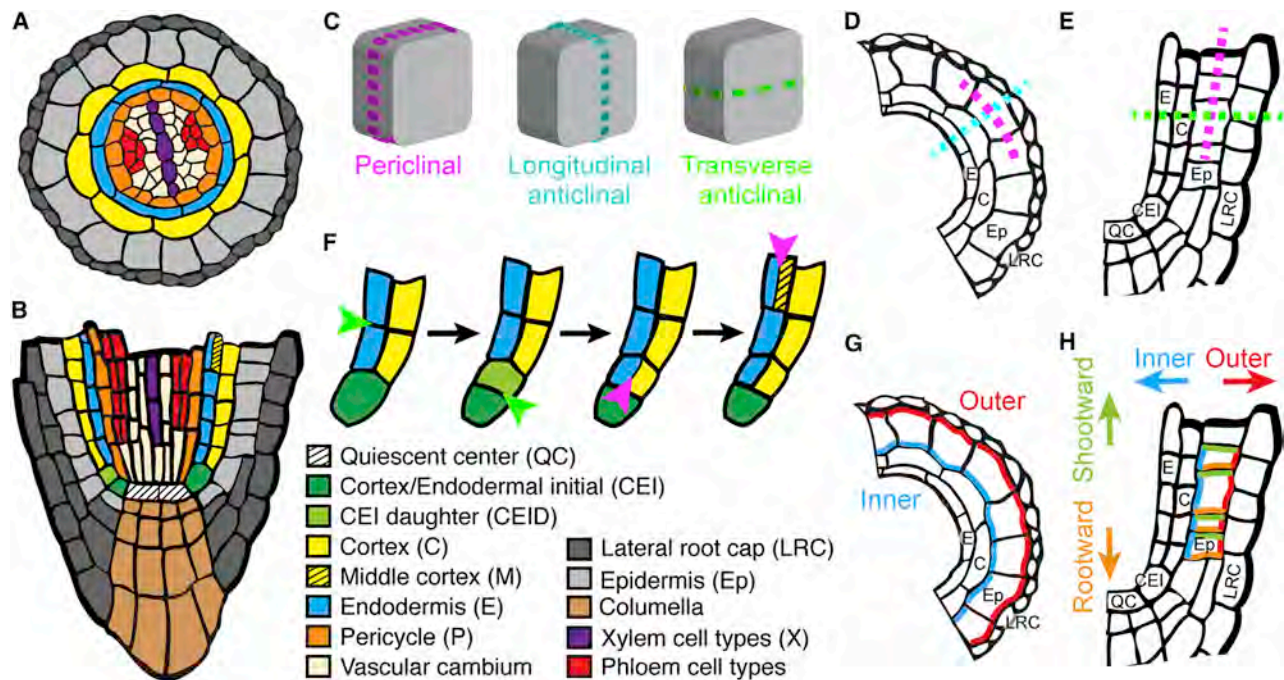 A
C
Periclinal
Longitudinal
anticlinal
Transverse
anticlinal
D
E
C
Ep
LRC
E
E
C
Ep
CEI
QC
LRC
B
F
Quiescent center (QC)
Cortex/Endodermal initial (CEI)
CEI daughter (CEID)
Cortex (C)
Middle cortex (M)
Endodermis (E)
Pericycle (P)
Vascular cambium
Lateral root cap (LRC)
Epidermis (Ep)
Columella
Xylem cell types (X)
Phloem cell types
G
Outer
Inner
E
C
Ep
LRC
H
Inner
Outer
Shootward
Rootward
E
C
Ep
CEI
QC
LRC